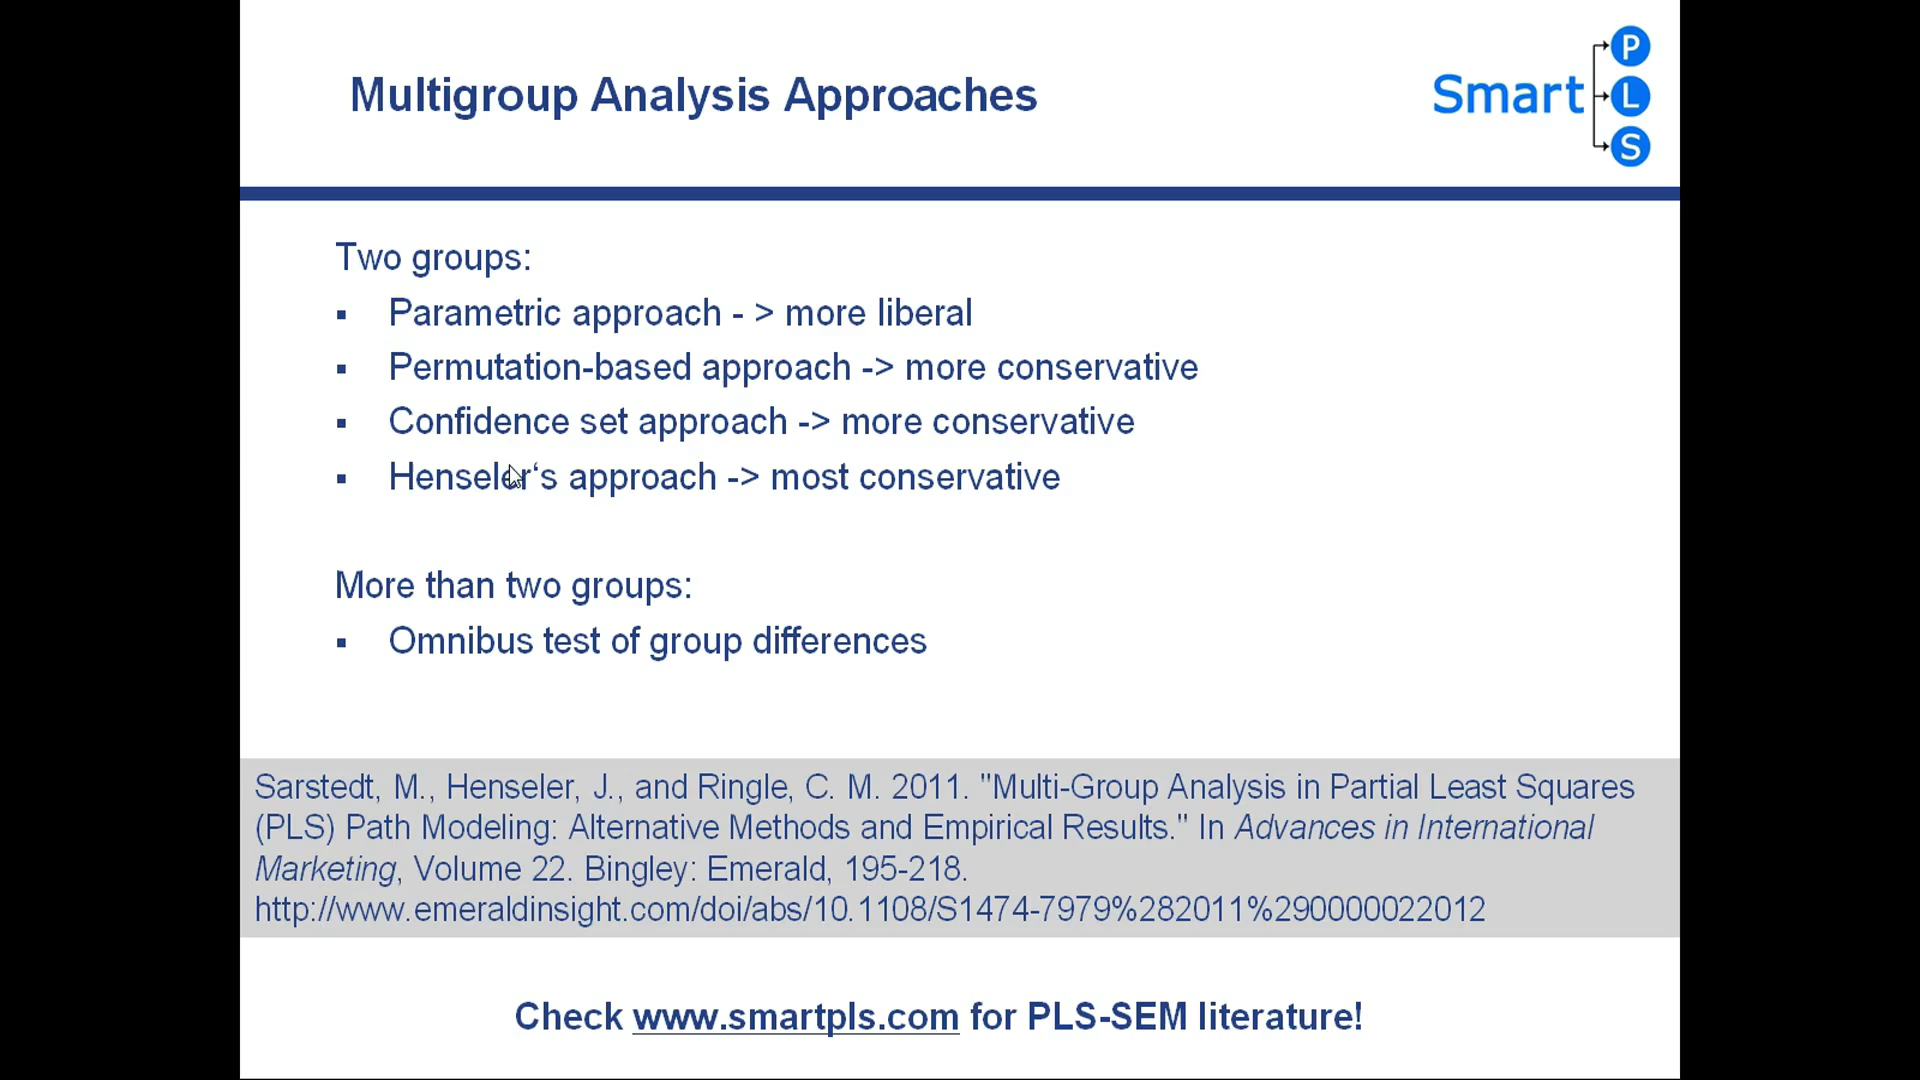 Multigroup Analysis Approaches
Smart
P
L
S
Two groups:
▪ Parametric approach - > more liberal
▪ Permutation-based approach -> more conservative
▪ Confidence set approach -> more conservative
▪ Henseler‘s approach -> most conservative
More than two groups:
▪ Omnibus test of group differences
Sarstedt, M., Henseler, J., and Ringle, C. M. 2011. "Multi-Group Analysis in Partial Least Squares
(PLS) Path Modeling: Alternative Methods and Empirical Results." In Advances in International
Marketing, Volume 22. Bingley: Emerald, 195-218.
http://www.emeraldinsight.com/doi/abs/10.1108/S1474-7979%282011%290000022012
Check www.smartpls.com for PLS-SEM literature!